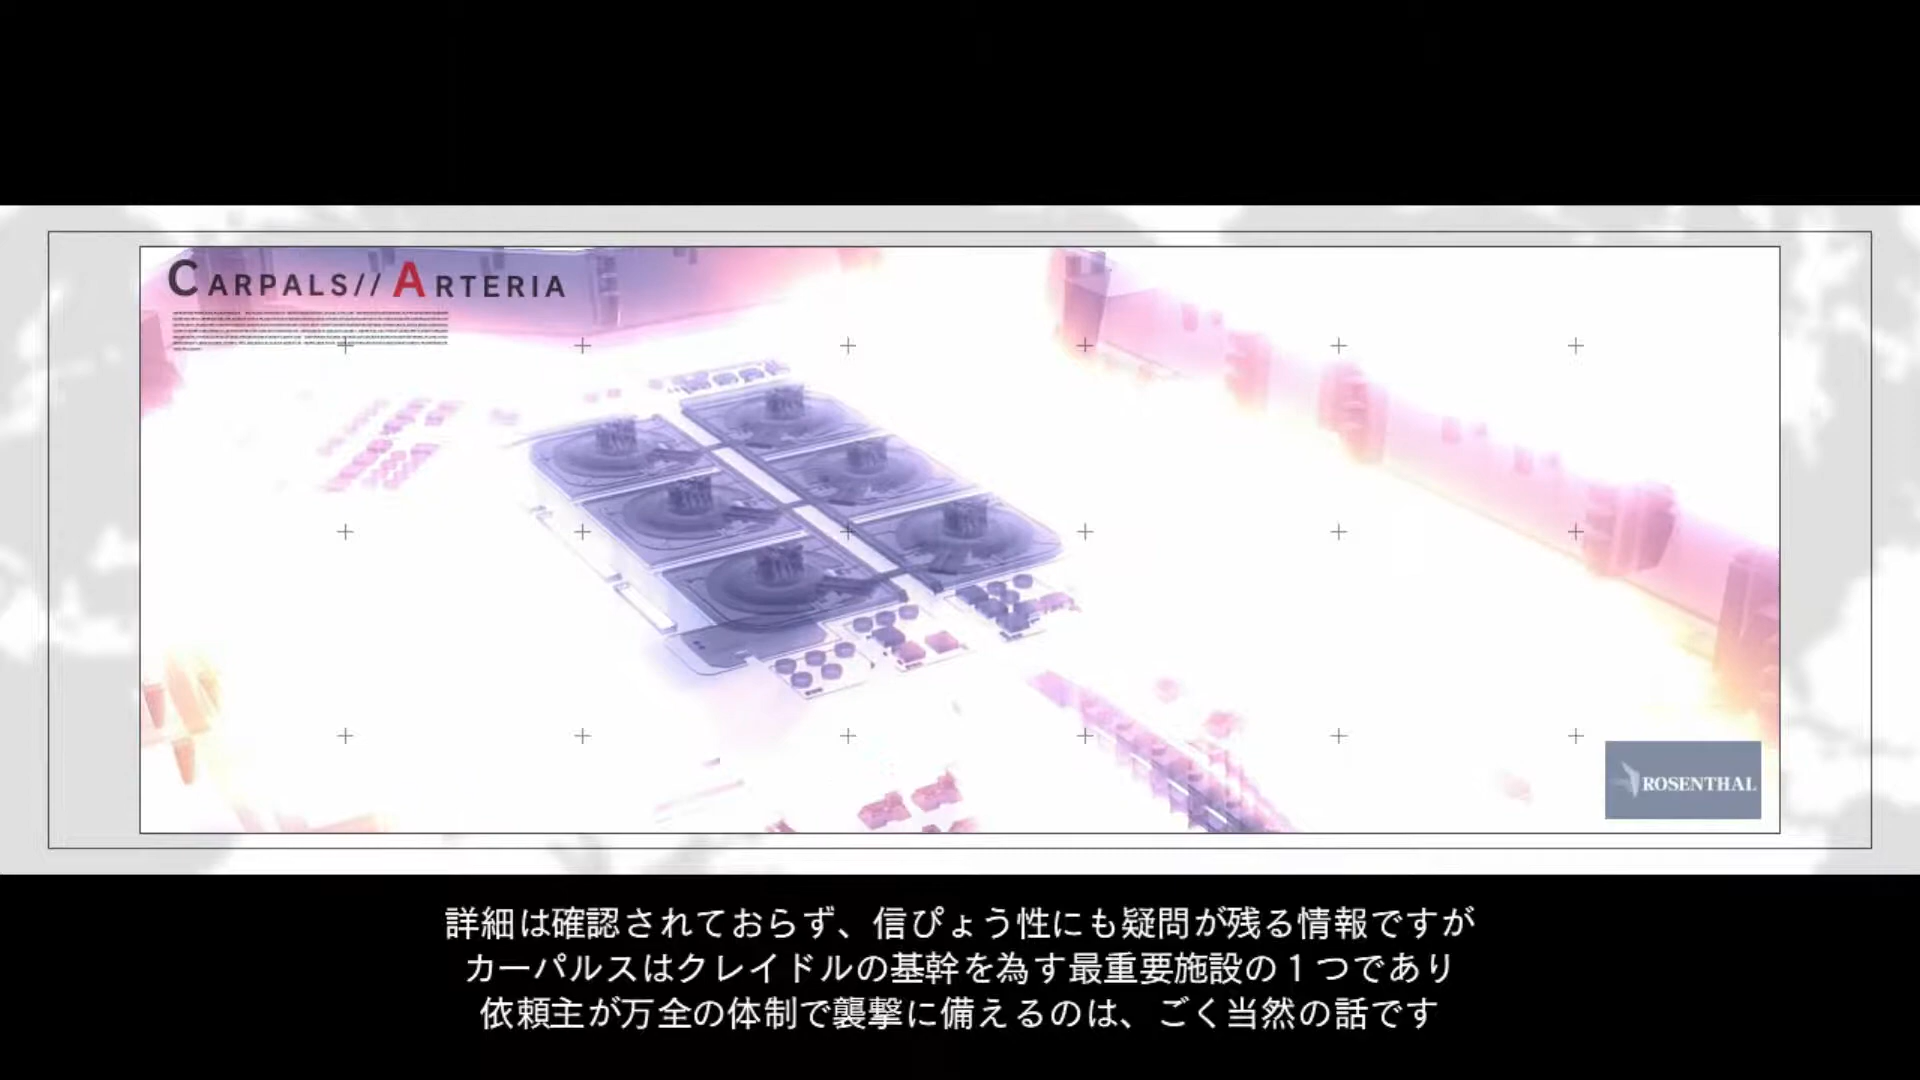 CARPALS//ARTERIA
ROSENTHAL
詳細は確認されておらず、信ぴょう性にも疑問が残る情報ですが
カーパルスはクレイドルの基幹を為す最重要施設の１つであり
依頼主が万全の体制で襲撃に備えるのは、ごく当然の話です